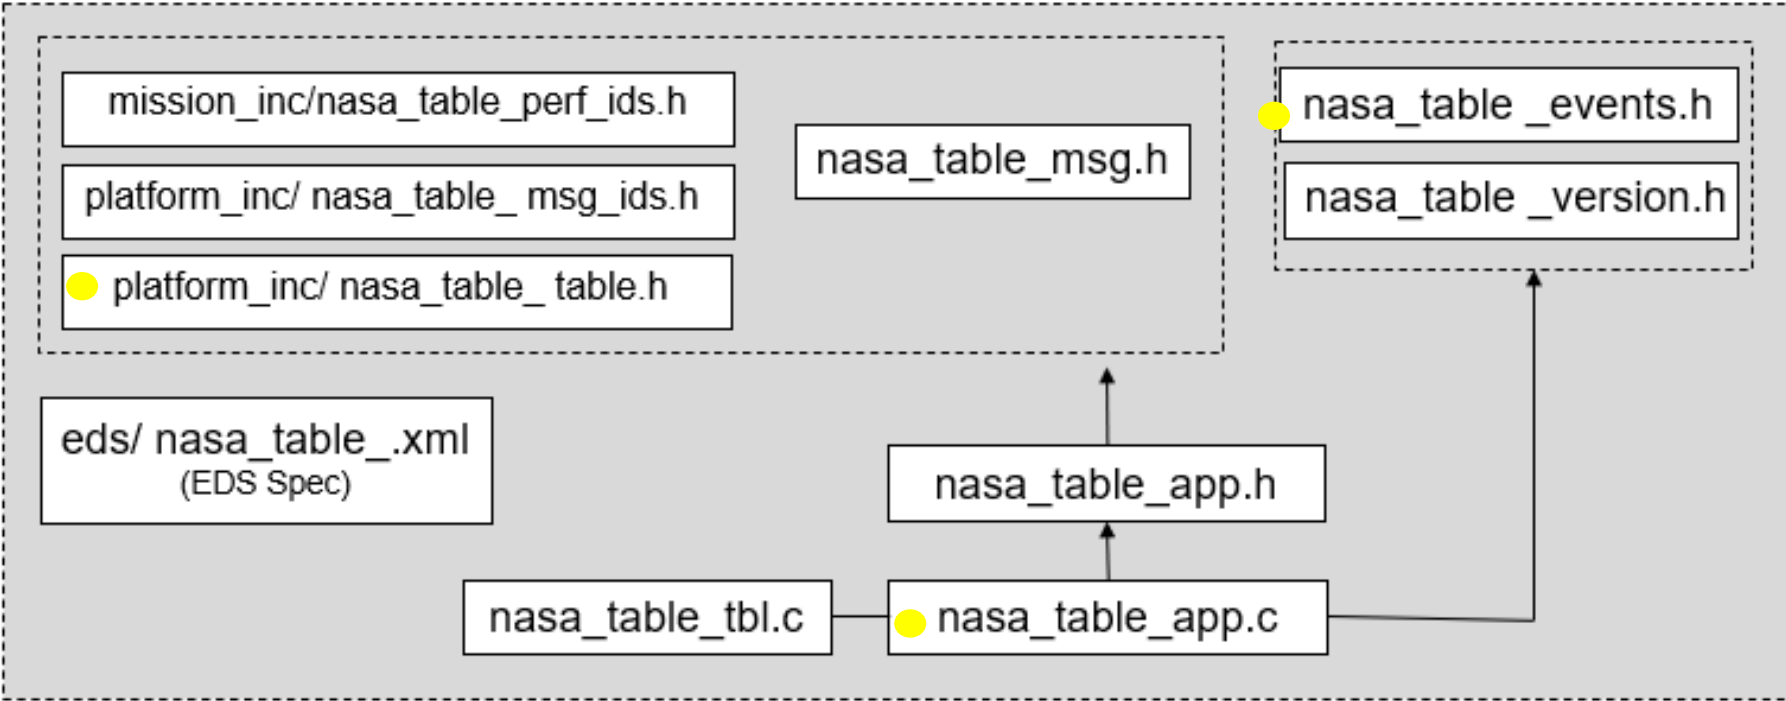 mission_inc/nasa_table_perf_ids.h
platform_inc/ nasa_table_ msg_ids.h
platform_inc/ nasa_table_ table.h
nasa_table_msg.h
nasa_table _events.h
nasa_table _version.h
eds/ nasa_table_.xml
(EDS Spec)
nasa_table_app.h
nasa_table_tbl.c
nasa_table_app.c